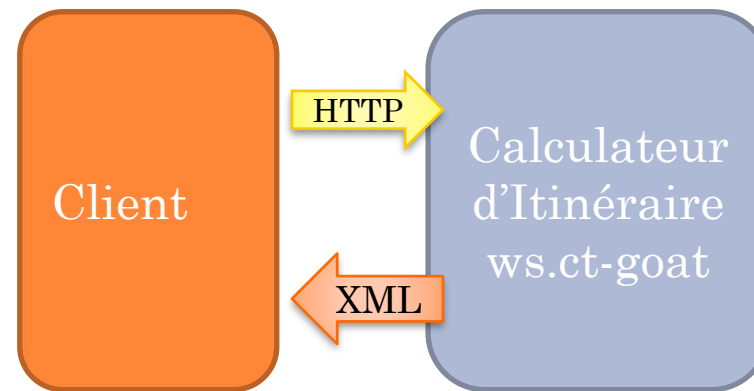 Client
HTTP
XML
Calculateur
d'Itinéraire
ws.ct-goat